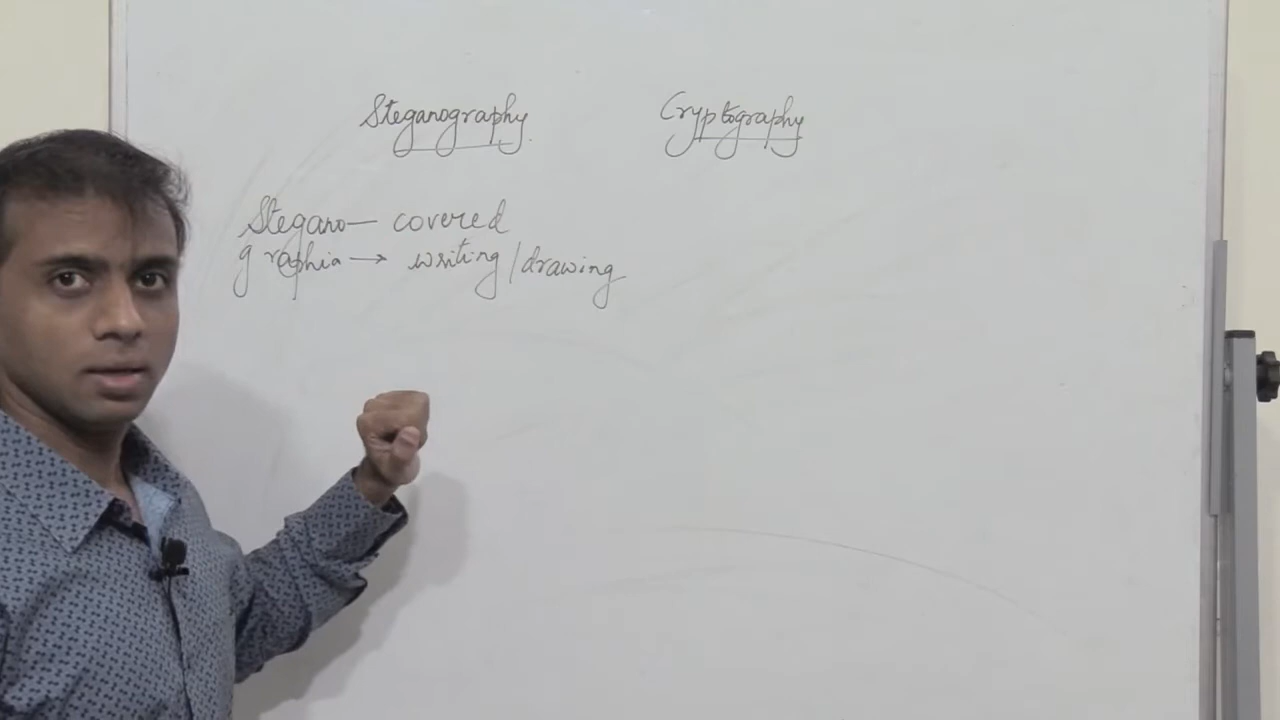 Steganography Cryptography
Stegano— covered
graphia → writing/drawing